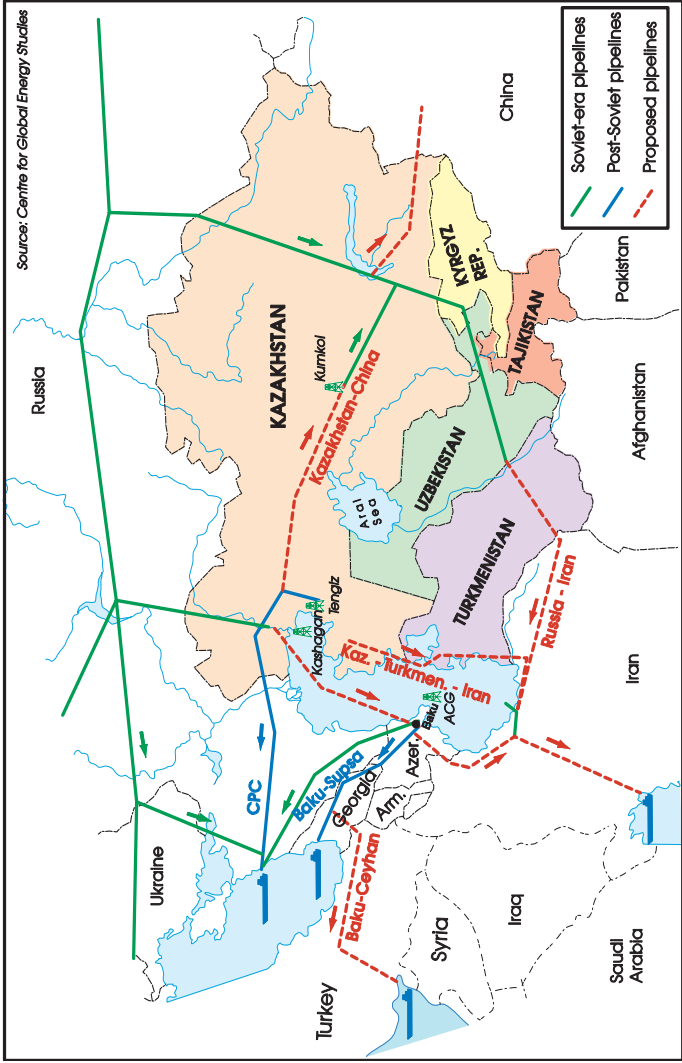 Source: Centre for Global Energy Studies
Russia
China
KAZAKHSTAN
Kumkol
Kazakhstan-China
KYRGYZ
REP.
TAJIKISTAN
Pakistan
Afghanistan
UZBEKISTAN
Aral
Sea
TURKMENISTAN
Tengiz
Kashagan
Kaz. - Turkmen. - Iran
Russia - Iran
Iran
Baku
ACG
CPC
Baku-Supsa
Georgia
Azer.
Arm.
Ukraine
Baku-Ceyhan
Turkey
Syria
Iraq
Saudi
Arabia
Soviet-era pipelines
Post-Soviet pipelines
Proposed pipelines